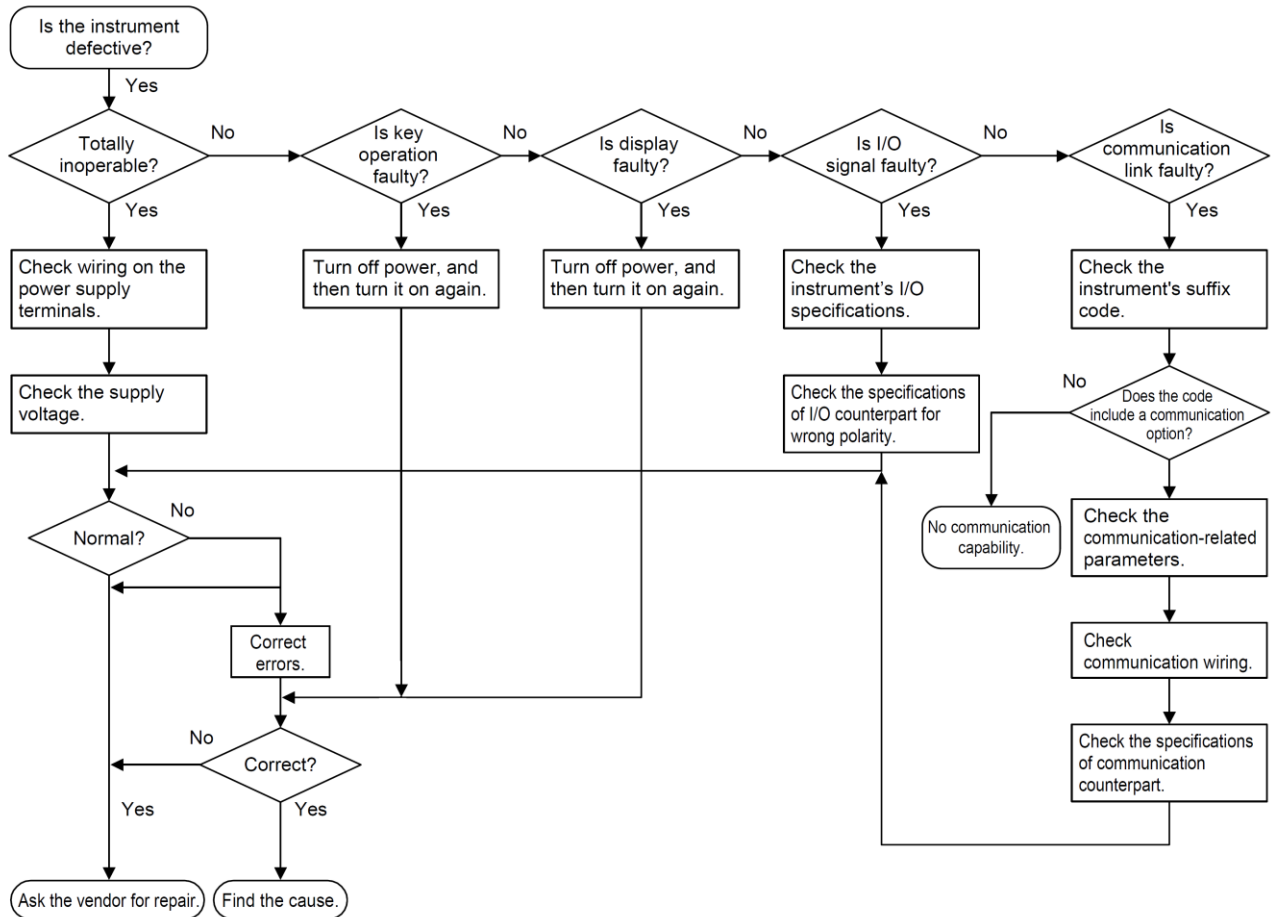 Is the instrument
defective?
Yes
Totally
inoperable?
No
Is key
operation
faulty?
No
Is display
faulty?
No
Is I/O
signal faulty?
No
Is
communication
link faulty?
Yes
Yes
Yes
Yes
Yes
Check wiring on the
power supply
terminals.
Turn off power, and
then turn it on again.
Turn off power, and
then turn it on again.
Check the
instrument’s I/O
specifications.
Check the
instrument's suffix
code.
Check the supply
voltage.
Check the specifications
of I/O counterpart for
wrong polarity.
No
Does the code
include a communication
option?
Normal?
No
No communication
capability.
Check the
communication-related
parameters.
Correct
errors.
Check
communication wiring.
No
Correct?
Check the specifications
of communication
counterpart.
Yes
Yes
Ask the vendor for repair.
Find the cause.